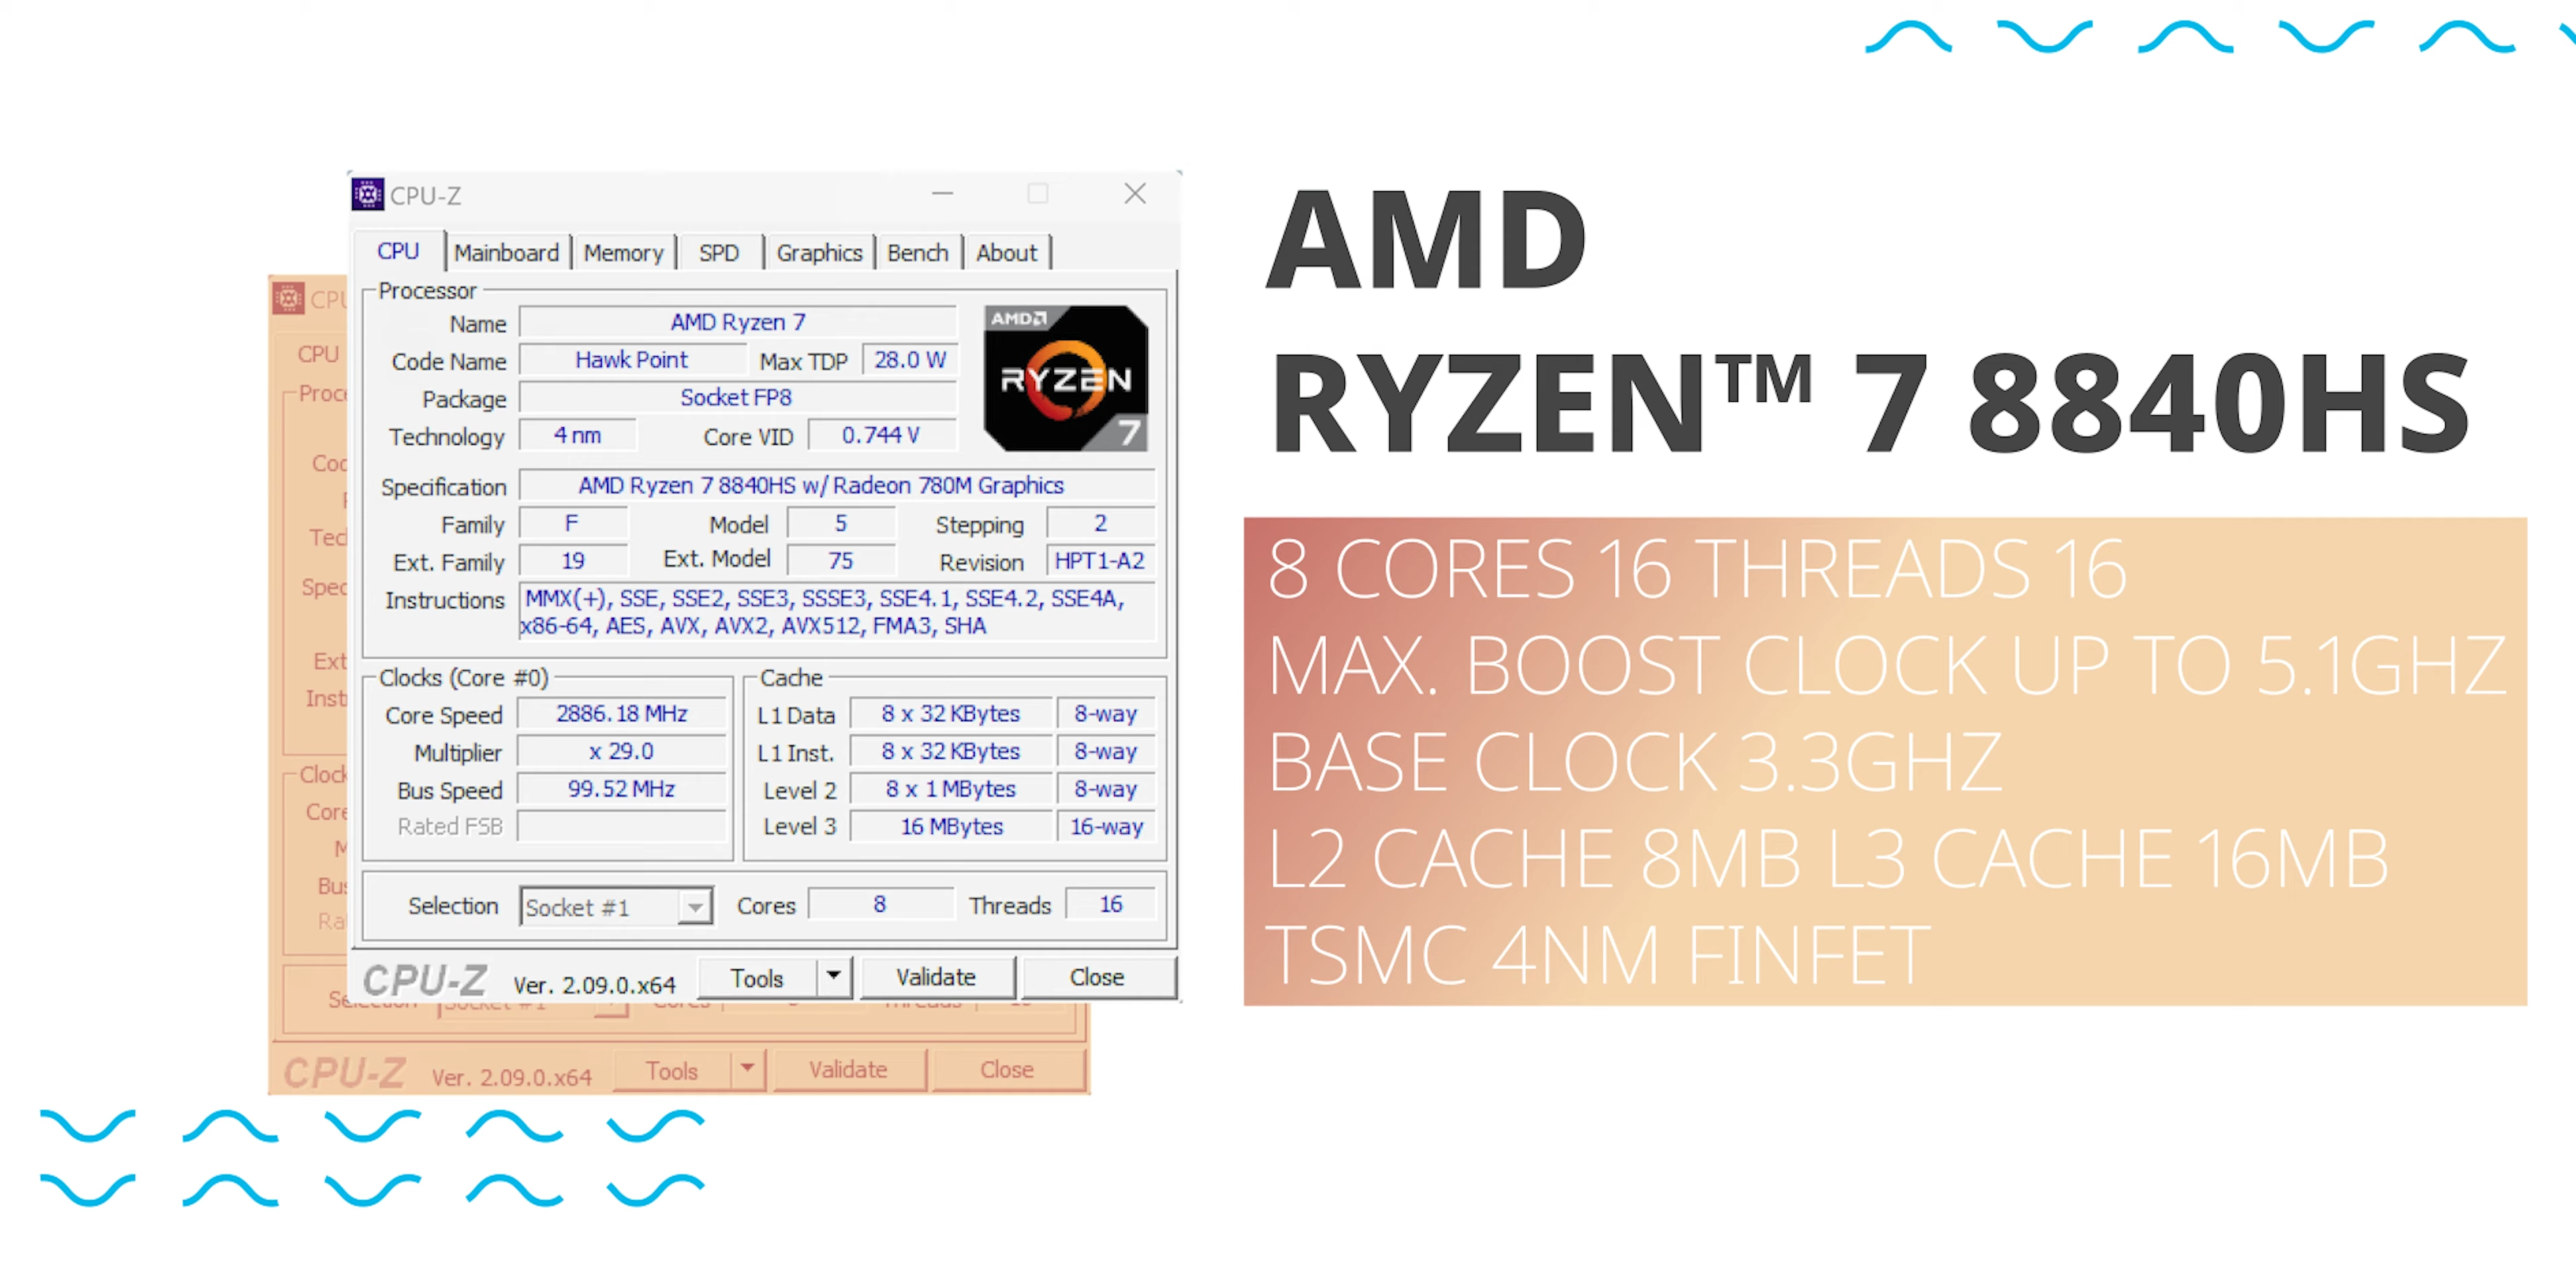 CPU-Z
CPU Mainboard Memory SPD Graphics Bench About
Processor
Name AMD Ryzen 7
Code Name Hawk Point Max TDP 28.0 W
Package Socket FP8
Technology 4 nm Core VID 0.744 V
AMD
RYZEN
7
Specification AMD Ryzen 7 8840HS w/ Radeon 780M Graphics
Family F Model 5 Stepping 2
Ext. Family 19 Ext. Model 75 Revision HPT1-A2
Instructions MMX(+), SSE, SSE2, SSE3, SSSE3, SSE4.1, SSE4.2, SSE4A,
x86-64, AES, AVX, AVX2, AVX512, FMA3, SHA
Clocks (Core #0)
Core Speed 2886.18 MHz
Multiplier x 29.0
Bus Speed 99.52 MHz
Rated FSB
Cache
L1 Data 8 x 32 KBytes 8-way
L1 Inst. 8 x 32 KBytes 8-way
Level 2 8 x 1 MBytes 8-way
Level 3 16 MBytes 16-way
Selection Socket #1 Cores 8 Threads 16
CPU-Z Ver. 2.09.0.x64 Tools Validate Close
CPU
CPU-Z Ver. 2.09.0.x64 Tools Validate Close
AMD
RYZEN™ 7 8840HS
8 CORES 16 THREADS 16
MAX. BOOST CLOCK UP TO 5.1GHZ
BASE CLOCK 3.3GHZ
L2 CACHE 8MB L3 CACHE 16MB
TSMC 4NM FINFET